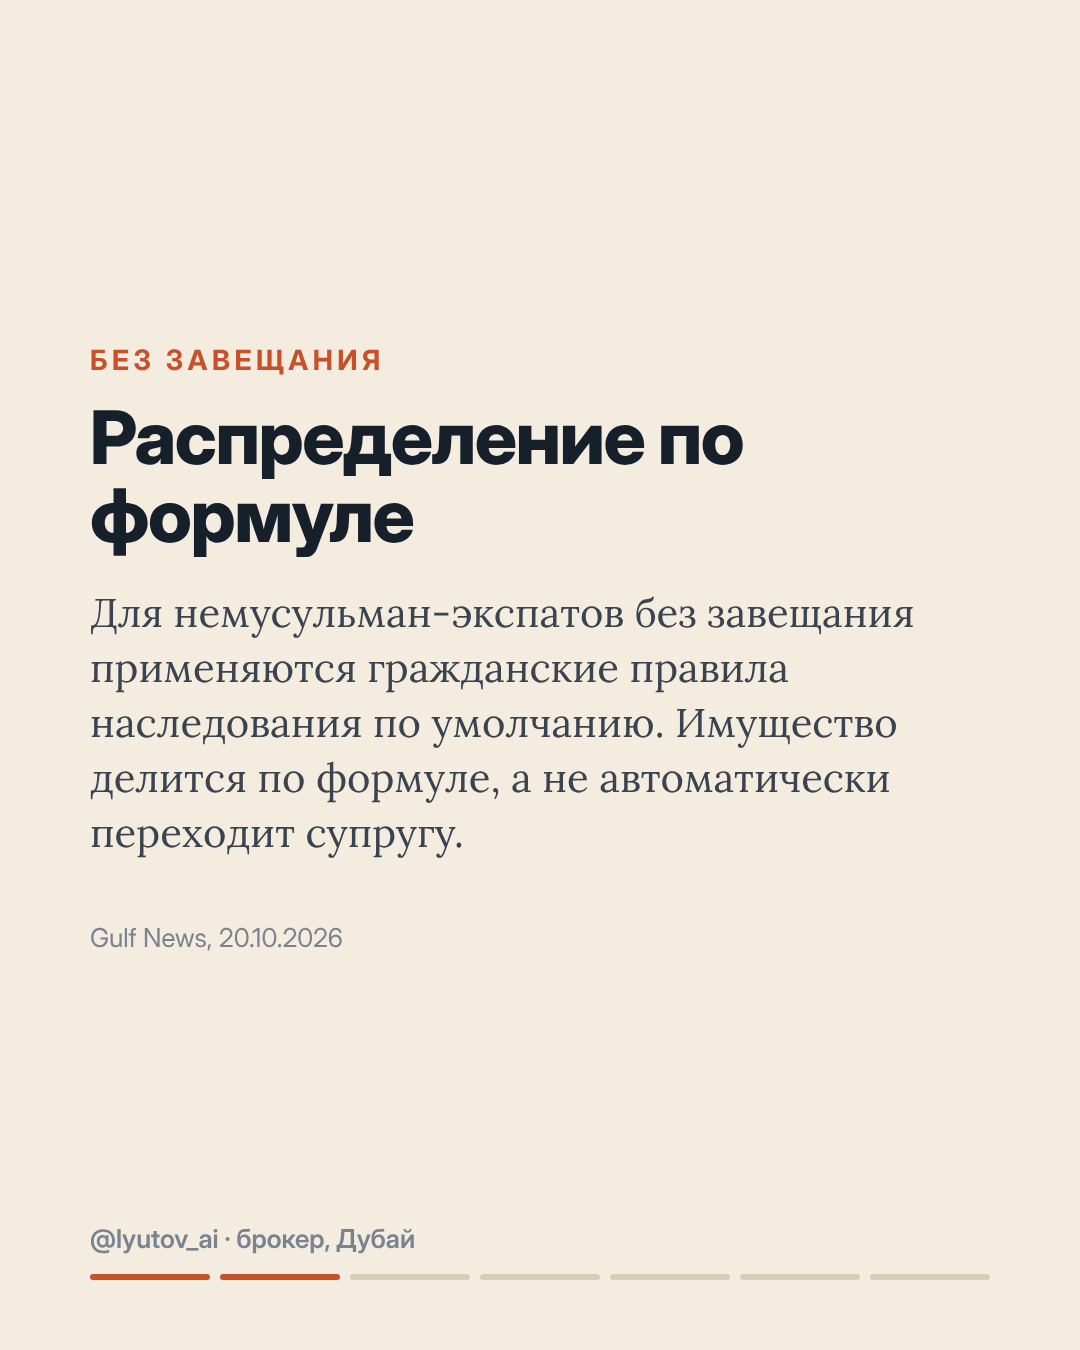 БЕЗ ЗАВЕЩАНИЯ
Распределение по
формуле
Для немусульман-экспатов без завещания
применяются гражданские правила
наследования по умолчанию. Имущество
делится по формуле, а не автоматически
переходит супругу.
Gulf News, 20.10.2026
@lyutov_ai · брокер, Дубай